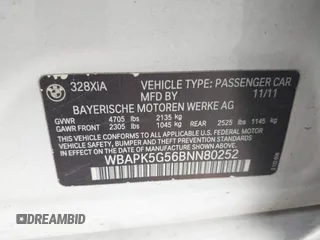 BMW
328XiA VEHICLE TYPE: PASSENGER CAR
11/11
BAYERISCHE MOTOREN WERKE AG
GVWR 4705 lbs 2135 kg
GAWR FRONT 2305 lbs 1045 kg GAWR REAR 2525 lbs 1145 kg
THIS VEHICLE CONFORMS TO ALL APPLICABLE U.S. FEDERAL MOTOR
VEHICLE SAFETY, BUMPER, AND THEFT PREVENTION STANDARDS IN
EFFECT ON THE DATE OF MANUFACTURE SHOWN ABOVE.
WBAPK5G56BNN80252
DREAMBID